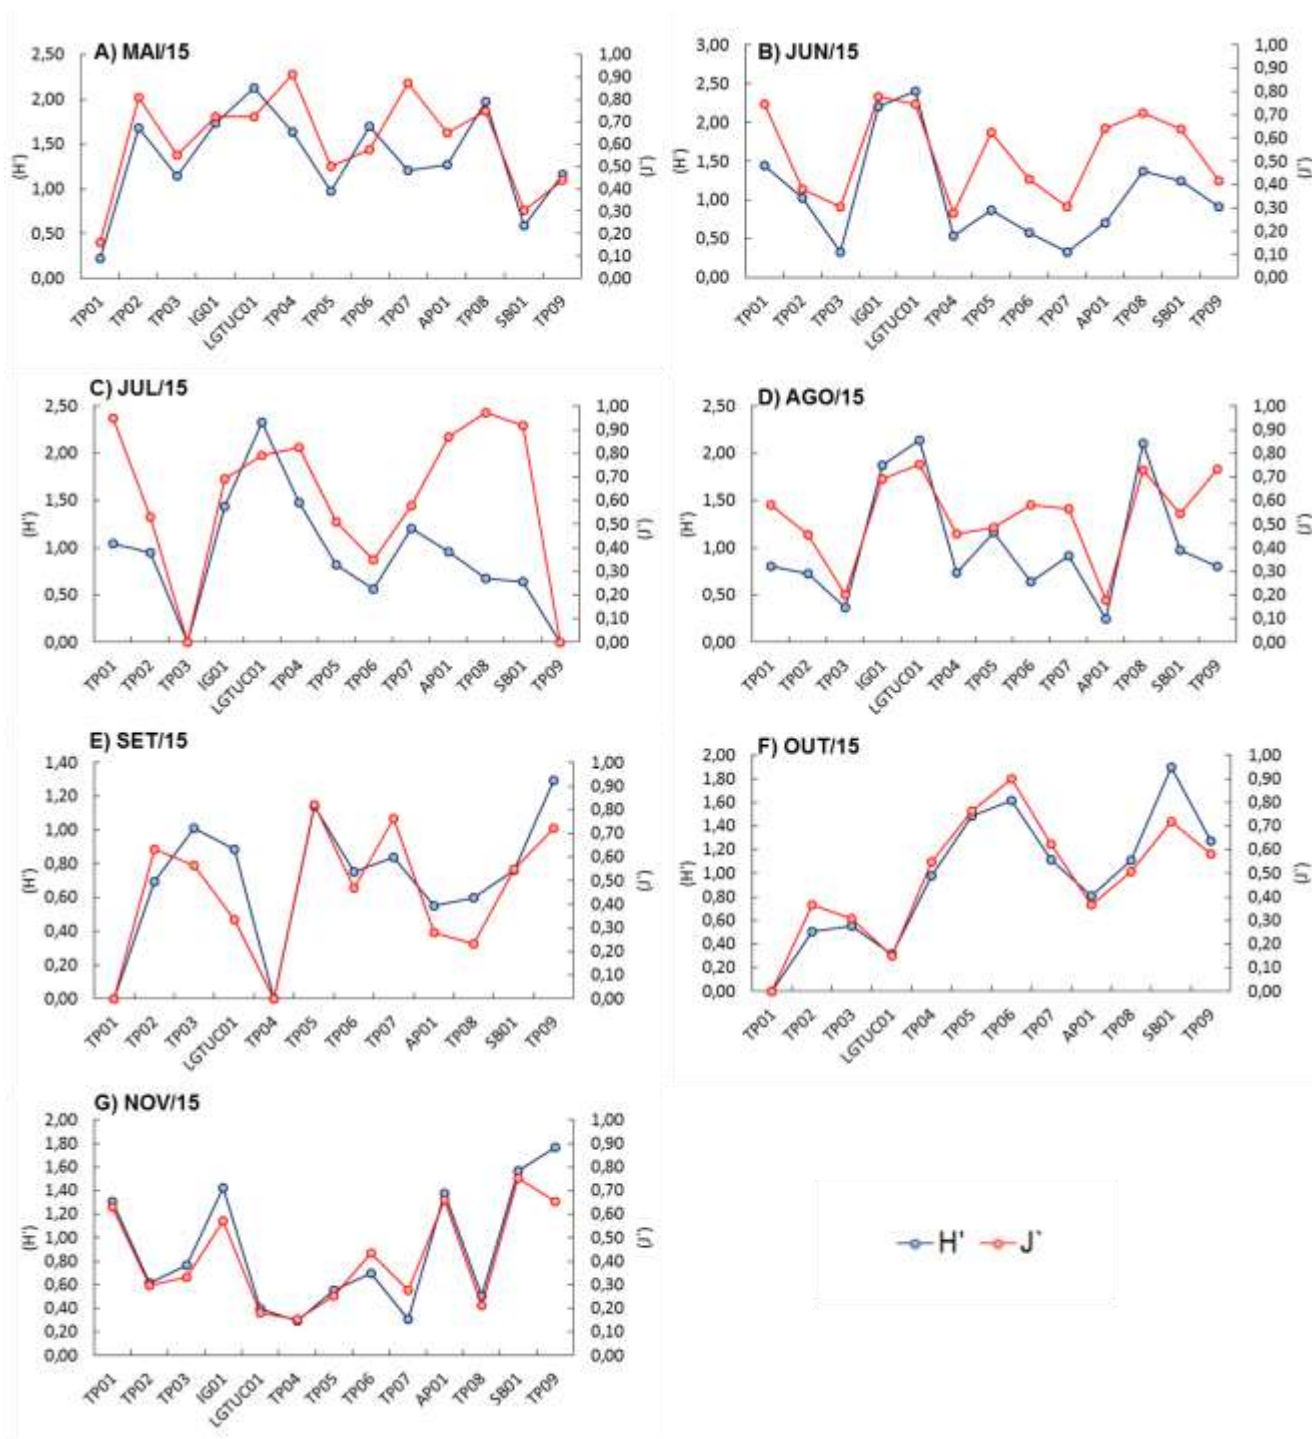 A) MAI/15
2,50 2,00 1,50 1,00 0,50 0,00
(H')
1,00 0,90 0,80 0,70 0,60 0,50 0,40 0,30 0,20 0,10 0,00
(J')
TP01 TP02 TP03 IG01 LGTUC01 TP04 TP05 TP06 TP07 AP01 TP08 SB01 TP09
B) JUN/15
3,00 2,50 2,00 1,50 1,00 0,50 0,00
(H')
1,00 0,90 0,80 0,70 0,60 0,50 0,40 0,30 0,20 0,10 0,00
(J')
TP01 TP02 TP03 IG01 LGTUC01 TP04 TP05 TP06 TP07 AP01 TP08 SB01 TP09
C) JUL/15
2,50 2,00 1,50 1,00 0,50 0,00
(H')
1,00 0,90 0,80 0,70 0,60 0,50 0,40 0,30 0,20 0,10 0,00
(J')
TP01 TP02 TP03 IG01 LGTUC01 TP04 TP05 TP06 TP07 AP01 TP08 SB01 TP09
D) AGO/15
2,50 2,00 1,50 1,00 0,50 0,00
(H')
1,00 0,90 0,80 0,70 0,60 0,50 0,40 0,30 0,20 0,10 0,00
(J')
TP01 TP02 TP03 IG01 LGTUC01 TP04 TP05 TP06 TP07 AP01 TP08 SB01 TP09
E) SET/15
1,40 1,20 1,00 0,80 0,60 0,40 0,20 0,00
(H')
1,00 0,90 0,80 0,70 0,60 0,50 0,40 0,30 0,20 0,10 0,00
(J')
TP01 TP02 TP03 LGTUC01 TP04 TP05 TP06 TP07 AP01 TP08 SB01 TP09
F) OUT/15
2,00 1,80 1,60 1,40 1,20 1,00 0,80 0,60 0,40 0,20 0,00
(H')
1,00 0,90 0,80 0,70 0,60 0,50 0,40 0,30 0,20 0,10 0,00
(J')
TP01 TP02 TP03 LGTUC01 TP04 TP05 TP06 TP07 AP01 TP08 SB01 TP09
G) NOV/15
2,00 1,80 1,60 1,40 1,20 1,00 0,80 0,60 0,40 0,20 0,00
(H')
1,00 0,90 0,80 0,70 0,60 0,50 0,40 0,30 0,20 0,10 0,00
(J')
TP01 TP02 TP03 IG01 LGTUC01 TP04 TP05 TP06 TP07 AP01 TP08 SB01 TP09
H' J`